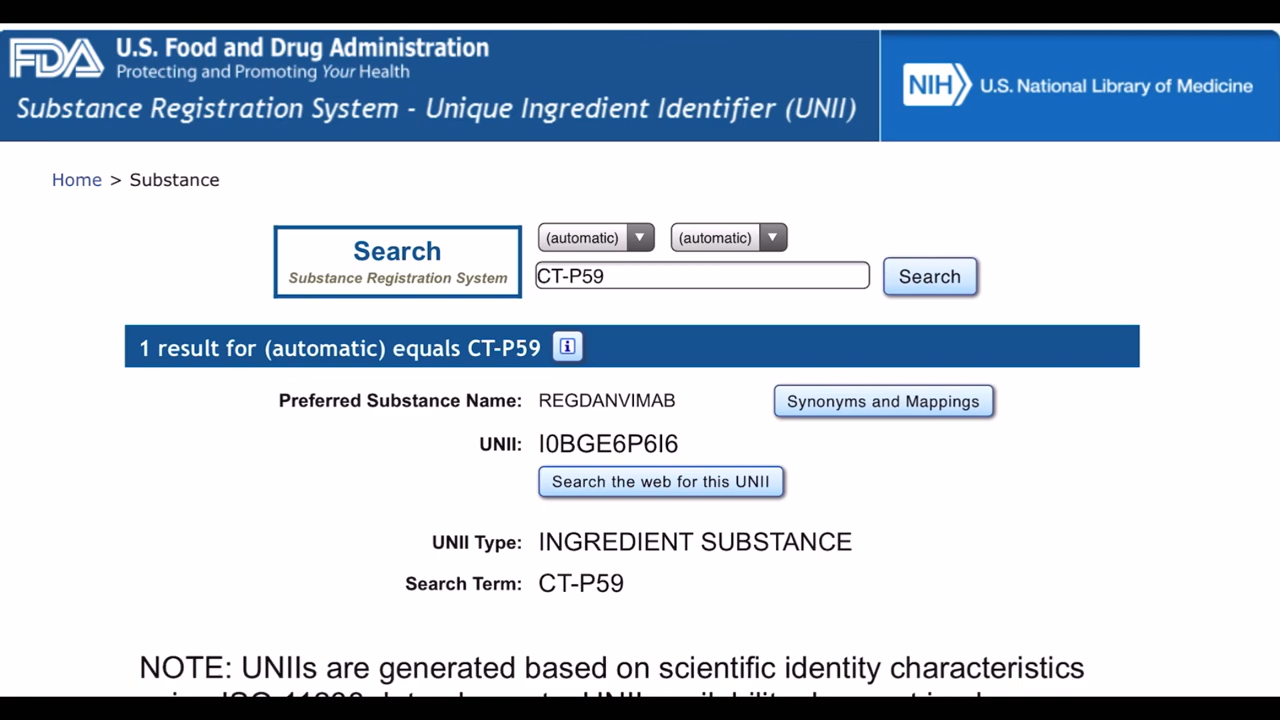 FDA U.S. Food and Drug Administration
Protecting and Promoting Your Health
Substance Registration System - Unique Ingredient Identifier (UNII)
NIH U.S. National Library of Medicine
Home > Substance
Search
Substance Registration System
(automatic) (automatic)
CT-P59 Search
1 result for (automatic) equals CT-P59
Preferred Substance Name: REGDANVIMAB Synonyms and Mappings
UNII: I0BGE6P6I6
Search the web for this UNII
UNII Type: INGREDIENT SUBSTANCE
Search Term: CT-P59
NOTE: UNIIs are generated based on scientific identity characteristics